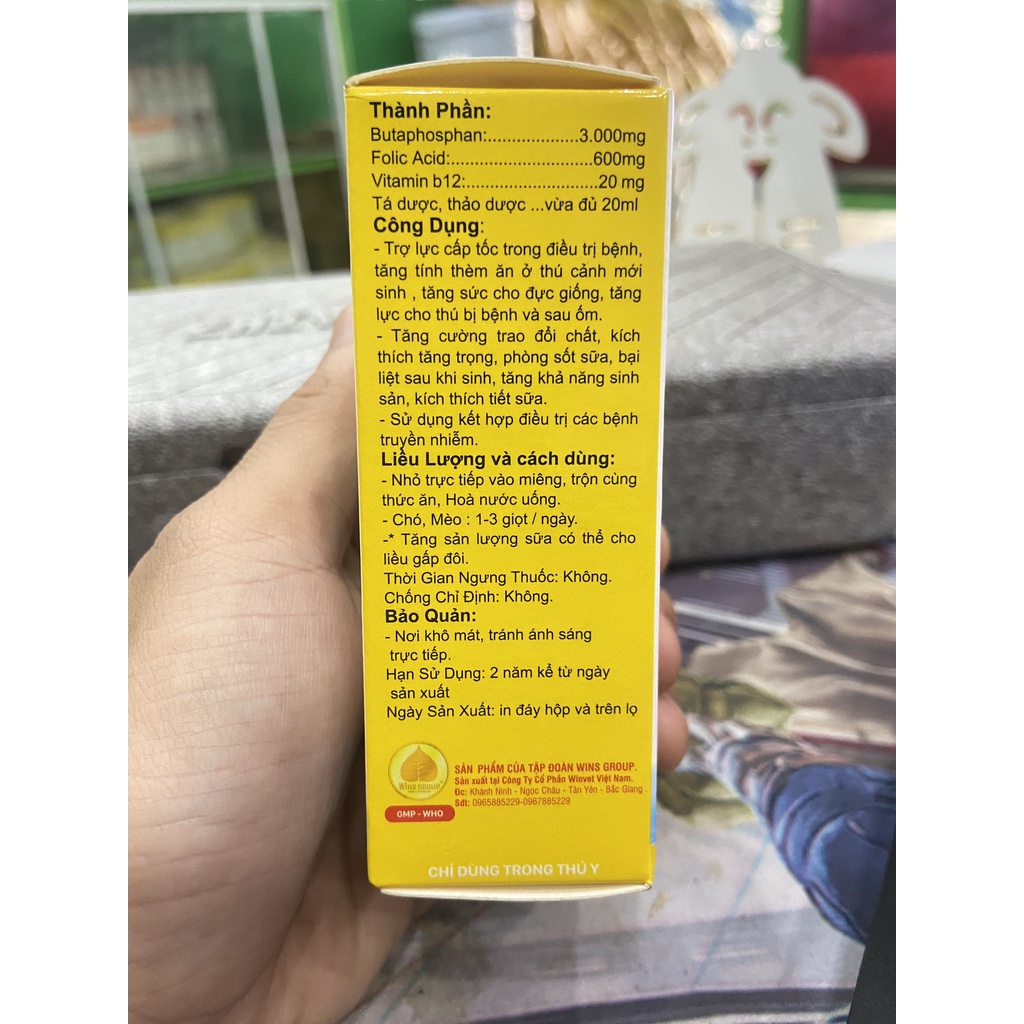 Thành Phần:
Butaphosphan:...................3.000mg
Folic Acid:..............................600mg
Vitamin b12:............................20 mg
Tá dược, thảo dược ...vừa đủ 20ml
Công Dụng:
- Trợ lực cấp tốc trong điều trị bệnh,
tăng tính thèm ăn ở thú cảnh mới
sinh , tăng sức cho đực giống, tăng
lực cho thú bị bệnh và sau ốm.
- Tăng cường trao đổi chất, kích
thích tăng trọng, phòng sốt sữa, bại
liệt sau khi sinh, tăng khả năng sinh
sản, kích thích tiết sữa.
- Sử dụng kết hợp điều trị các bệnh
truyền nhiễm.
Liều Lượng và cách dùng:
- Nhỏ trực tiếp vào miệng, trộn cùng
thức ăn, Hoà nước uống.
- Chó, Mèo : 1-3 giọt / ngày.
-* Tăng sản lượng sữa có thể cho
liều gấp đôi.
Thời Gian Ngưng Thuốc: Không.
Chống Chỉ Định: Không.
Bảo Quản:
- Nơi khô mát, tránh ánh sáng
trực tiếp.
Hạn Sử Dụng: 2 năm kể từ ngày
sản xuất
Ngày Sản Xuất: in đáy hộp và trên lọ
SẢN PHẨM CỦA TẬP ĐOÀN WINS GROUP.
Sản xuất tại Công Ty Cổ Phần Winvet Việt Nam.
Đc: Khánh Ninh - Ngọc Châu - Tân Yên - Bắc Giang .
Sdt: 0965885229-0967885229
WINS GROUP
GMP - WHO
CHỈ DÙNG TRONG THÚ Y